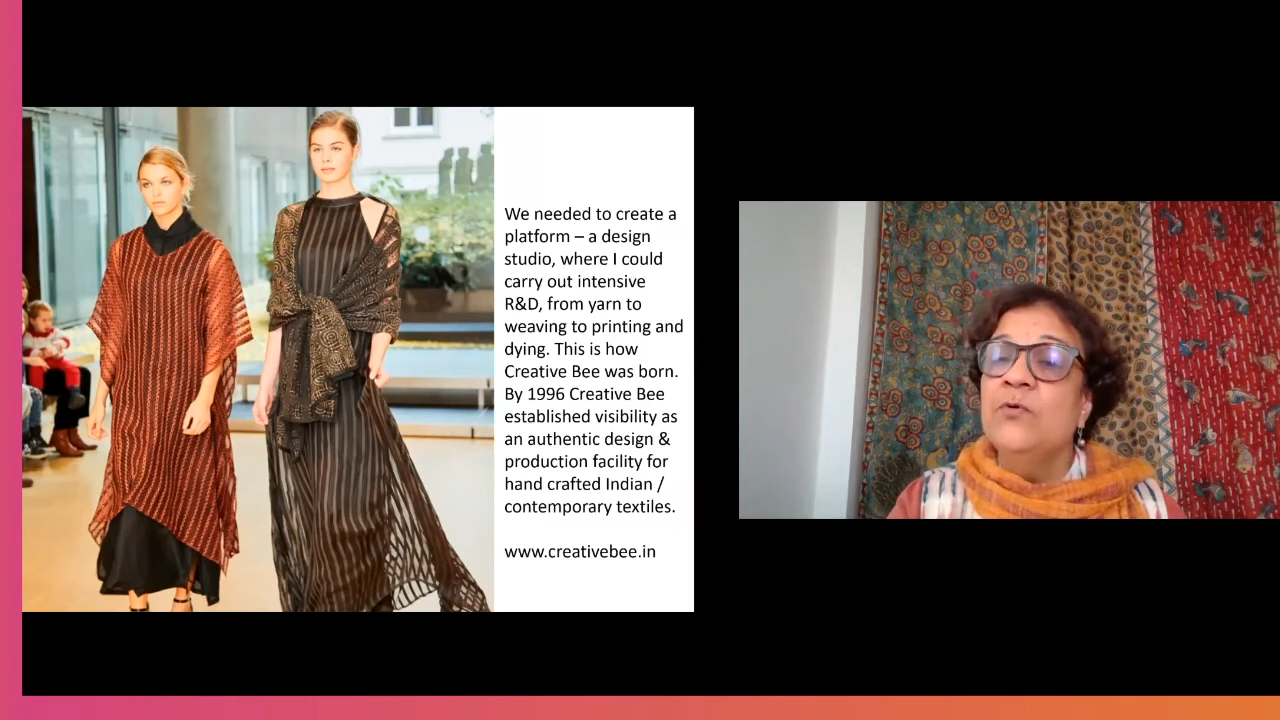 We needed to create a
platform – a design
studio, where I could
carry out intensive
R&D, from yarn to
weaving to printing and
dying. This is how
Creative Bee was born.
By 1996 Creative Bee
established visibility as
an authentic design &
production facility for
hand crafted Indian /
contemporary textiles.
www.creativebee.in